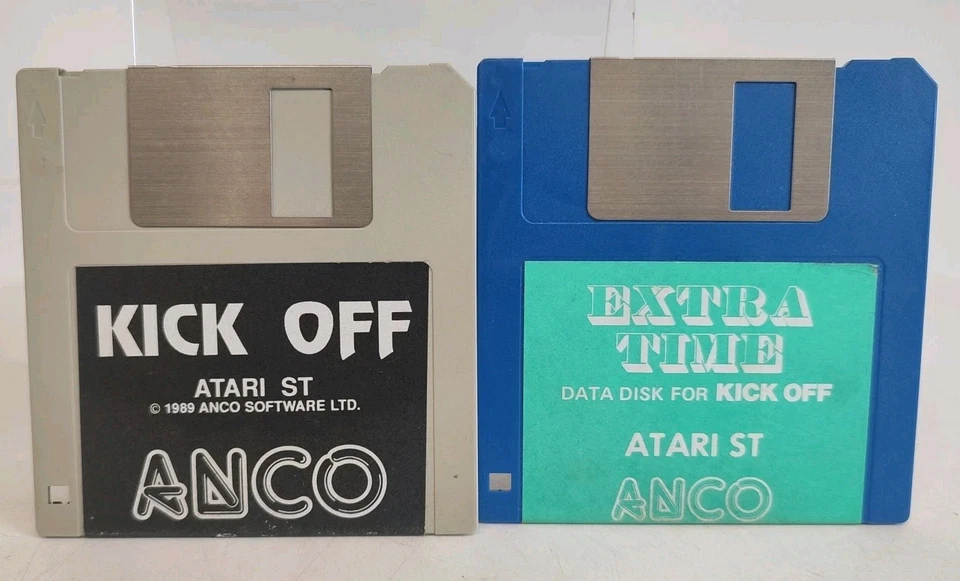 KICK OFF
ATARI ST
© 1989 ANCO SOFTWARE LTD.
ANCO
EXTRA
TIME
DATA DISK FOR KICK OFF
ATARI ST
ANCO